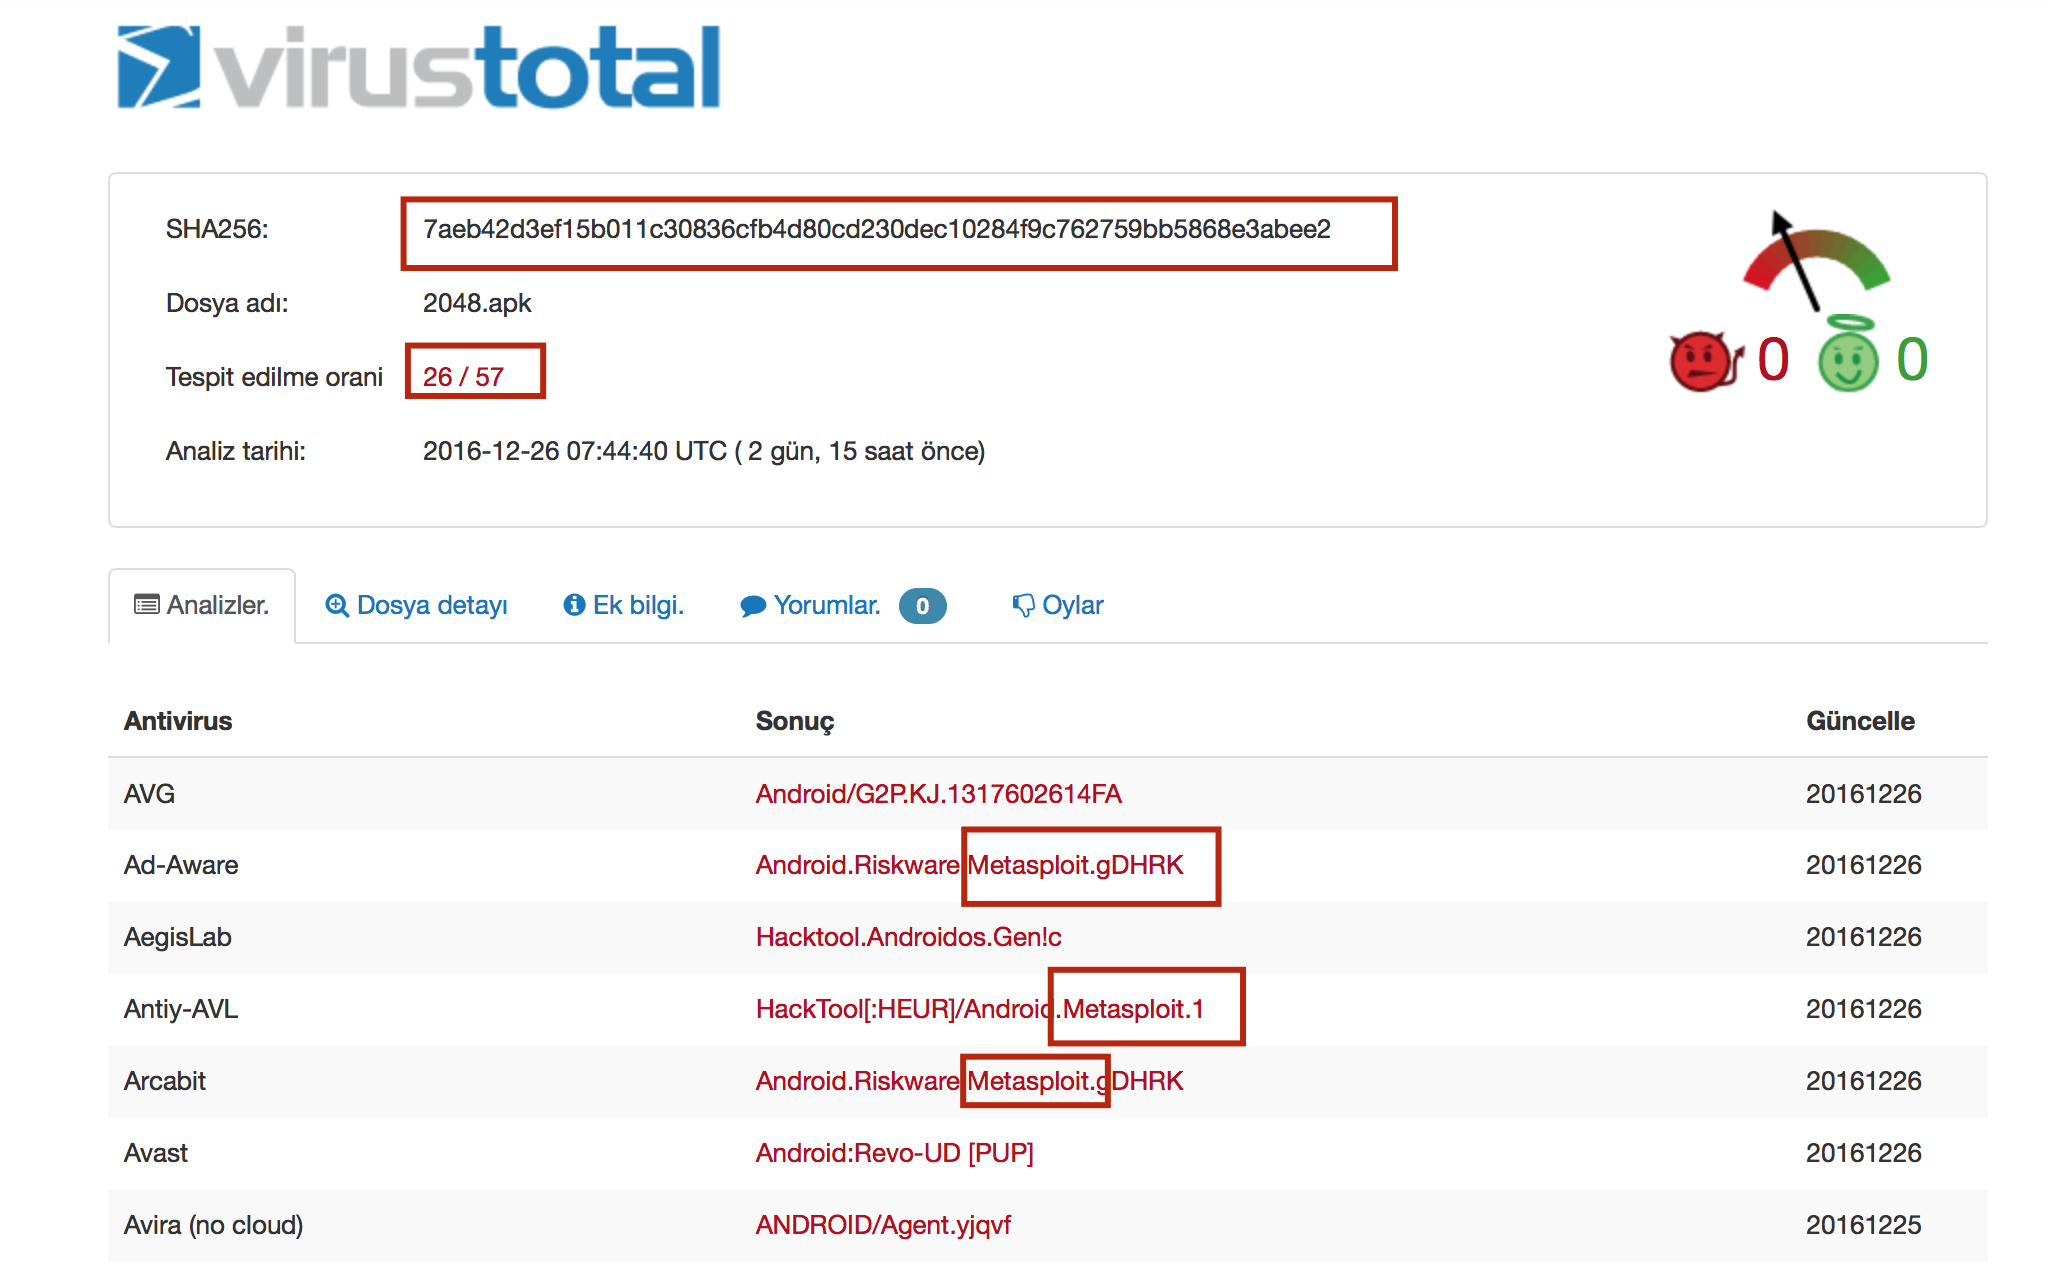 virustotal
SHA256: 7aeb42d3ef15b011c30836cfb4d80cd230dec10284f9c762759bb5868e3abee2
Dosya adı: 2048.apk
Tespit edilme orani 26 / 57
Analiz tarihi: 2016-12-26 07:44:40 UTC ( 2 gün, 15 saat önce)
0 0
Analizler. Dosya detayı Ek bilgi. Yorumlar. 0 Oylar
Antivirus Sonuç Güncelle
AVG Android/G2P.KJ.1317602614FA 20161226
Ad-Aware Android.Riskware.Metasploit.gDHRK 20161226
AegisLab Hacktool.Androidos.Gen!c 20161226
Antiy-AVL HackTool[:HEUR]/Android.Metasploit.1 20161226
Arcabit Android.Riskware.Metasploit.gDHRK 20161226
Avast Android:Revo-UD [PUP] 20161226
Avira (no cloud) ANDROID/Agent.yjqvf 20161225